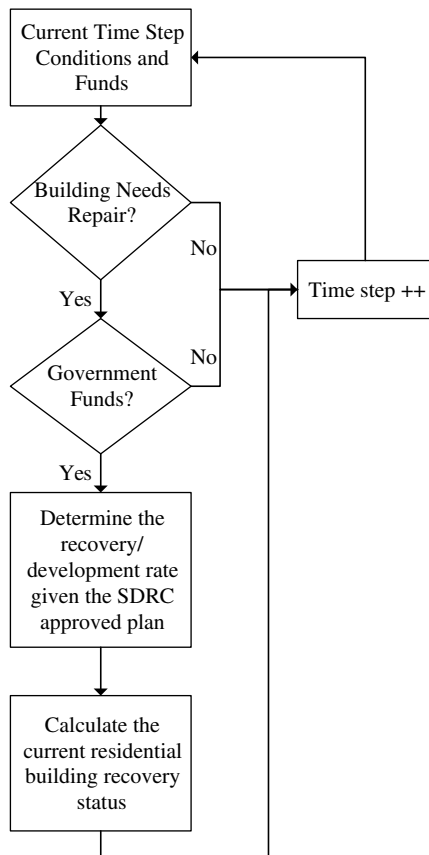 Current Time Step
Conditions and
Funds
Building Needs
Repair?
No
Yes
Time step ++
Government
Funds?
No
Yes
Determine the
recovery/
development rate
given the SDRC
approved plan
Calculate the
current residential
building recovery
status